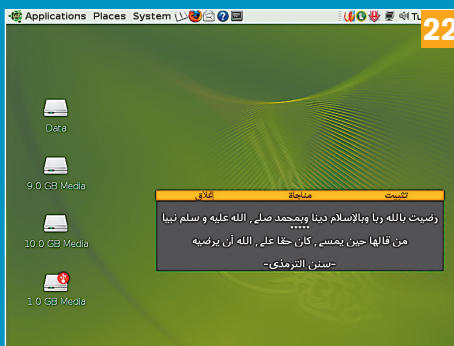 Applications Places System
22
Data
9.0 GB Media
10.0 GB Media
1.0 GB Media
تثبيت مناجاة إغلاق
رضيت بالله ربا وبالإسلام دينا وبمحمد صلى الله عليه و سلم نبيا
*****
من قالها حين يمسي كان حقا على الله أن يرضيه
-سنن الترمذى-